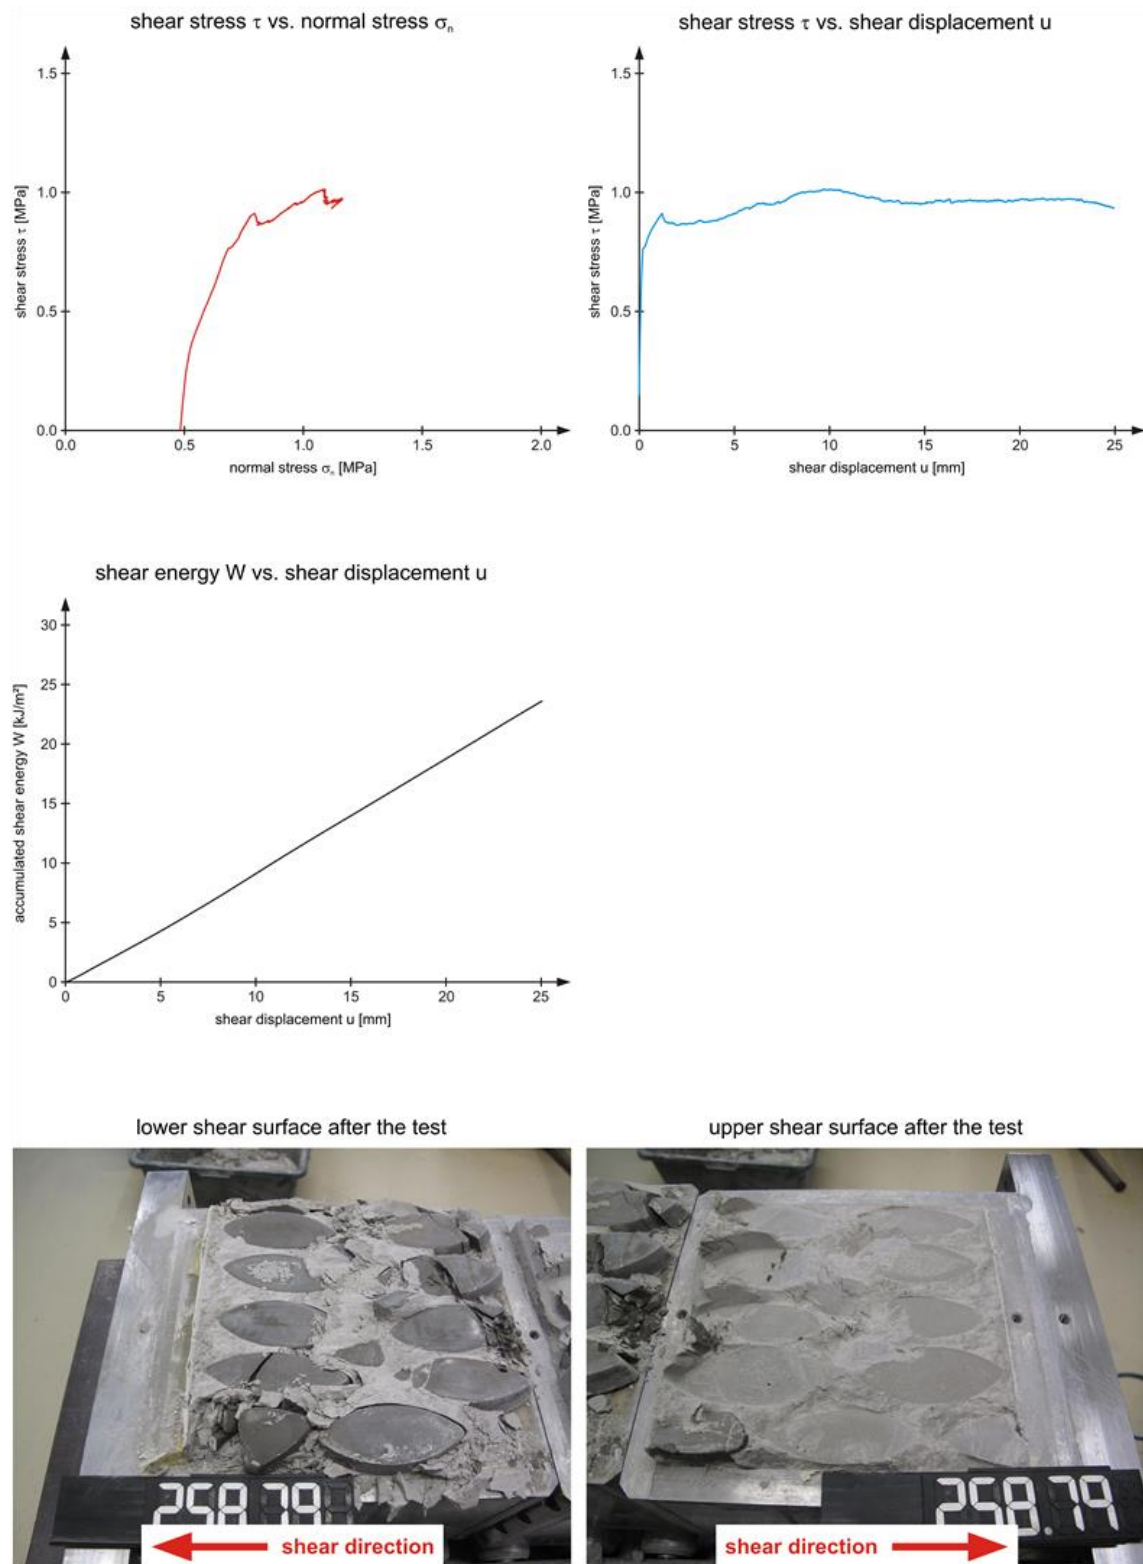 shear stress τ vs. normal stress σn
shear stress τ vs. shear displacement u
shear stress τ [MPa]
1.5
1.0
0.5
0.0
0.0 0.5 1.0 1.5 2.0
normal stress σn [MPa]
shear stress τ [MPa]
1.5
1.0
0.5
0.0
0 5 10 15 20 25
shear displacement u [mm]
shear energy W vs. shear displacement u
accumulated shear energy W [kJ/m²]
30
25
20
15
10
5
0
0 5 10 15 20 25
shear displacement u [mm]
lower shear surface after the test
upper shear surface after the test
258.79
shear direction
258.79
shear direction